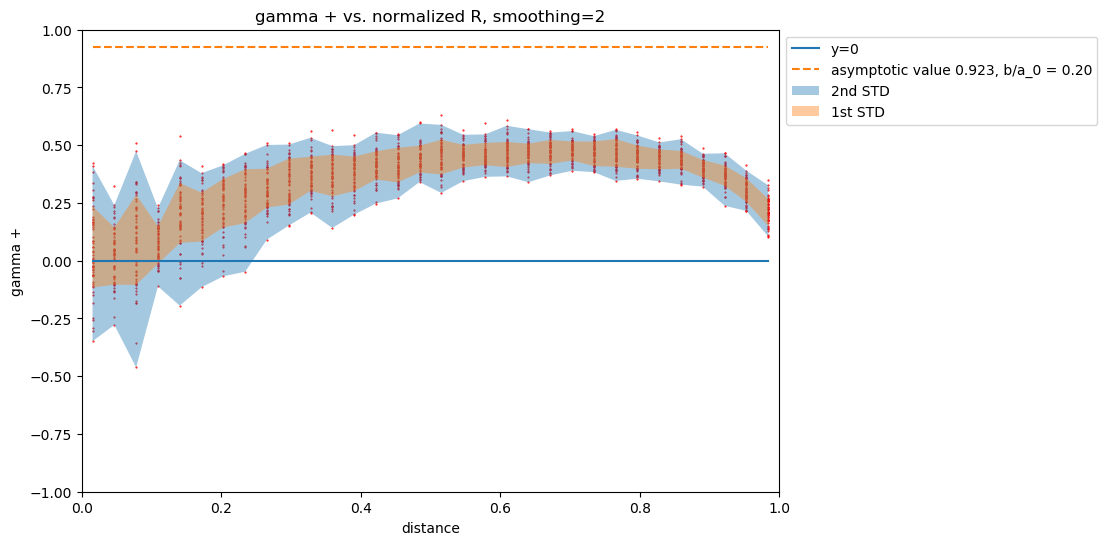 gamma + vs. normalized R, smoothing=2
1.00
0.75
0.50
0.25
0.00
−0.25
−0.50
−0.75
−1.00
gamma +
0.0
0.2
0.4
0.6
0.8
1.0
distance
y=0
asymptotic value 0.923, b/a_0 = 0.20
2nd STD
1st STD